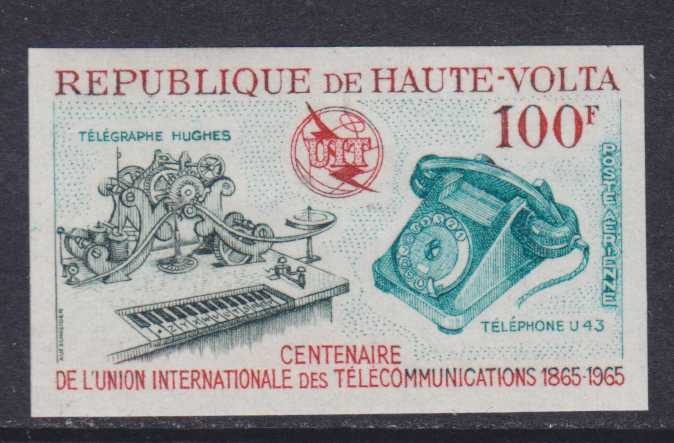 REPUBLIQUE DE HAUTE-VOLTA
100F
TÉLÉGRAPHE HUGHES
UIT
POSTE AERIENNE
TÉLÉPHONE U 43
CENTENAIRE
DE L'UNION INTERNATIONALE DES TÉLÉCOMMUNICATIONS 1865-1965